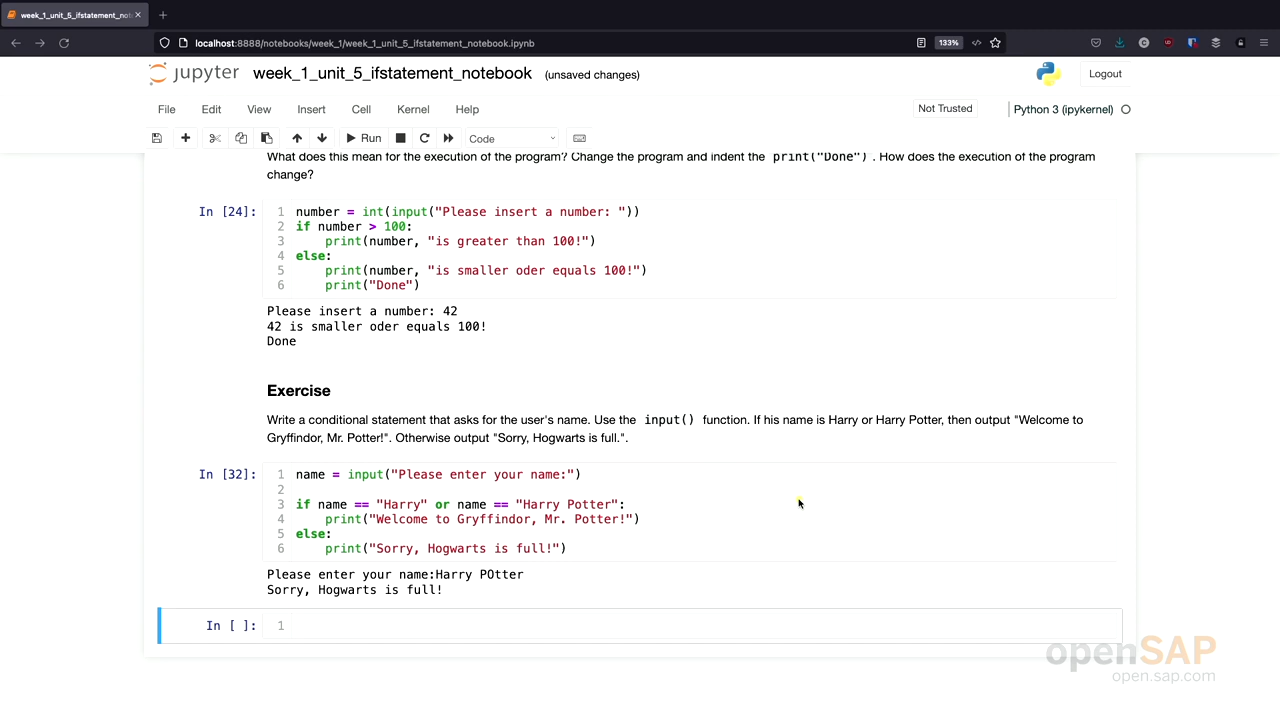 week_1_unit_5_ifstatement_not
localhost:8888/notebooks/week_1/week_1_unit_5_ifstatement_notebook.ipynb
133%
jupyter week_1_unit_5_ifstatement_notebook (unsaved changes)
Logout
File Edit View Insert Cell Kernel Help
Not Trusted
Python 3 (ipykernel)
Run
Code
What does this mean for the execution of the program? Change the program and indent the print("Done") . How does the execution of the program
change?
In [24]:
1 number = int(input("Please insert a number: "))
2 if number > 100:
3     print(number, "is greater than 100!")
4 else:
5     print(number, "is smaller oder equals 100!")
6     print("Done")
Please insert a number: 42
42 is smaller oder equals 100!
Done
Exercise
Write a conditional statement that asks for the user's name. Use the input() function. If his name is Harry or Harry Potter, then output "Welcome to
Gryffindor, Mr. Potter!". Otherwise output "Sorry, Hogwarts is full.".
In [32]:
1 name = input("Please enter your name:")
2
3 if name == "Harry" or name == "Harry Potter":
4     print("Welcome to Gryffindor, Mr. Potter!")
5 else:
6     print("Sorry, Hogwarts is full!")
Please enter your name:Harry POtter
Sorry, Hogwarts is full!
In [ ]:
1
openSAP
open.sap.com